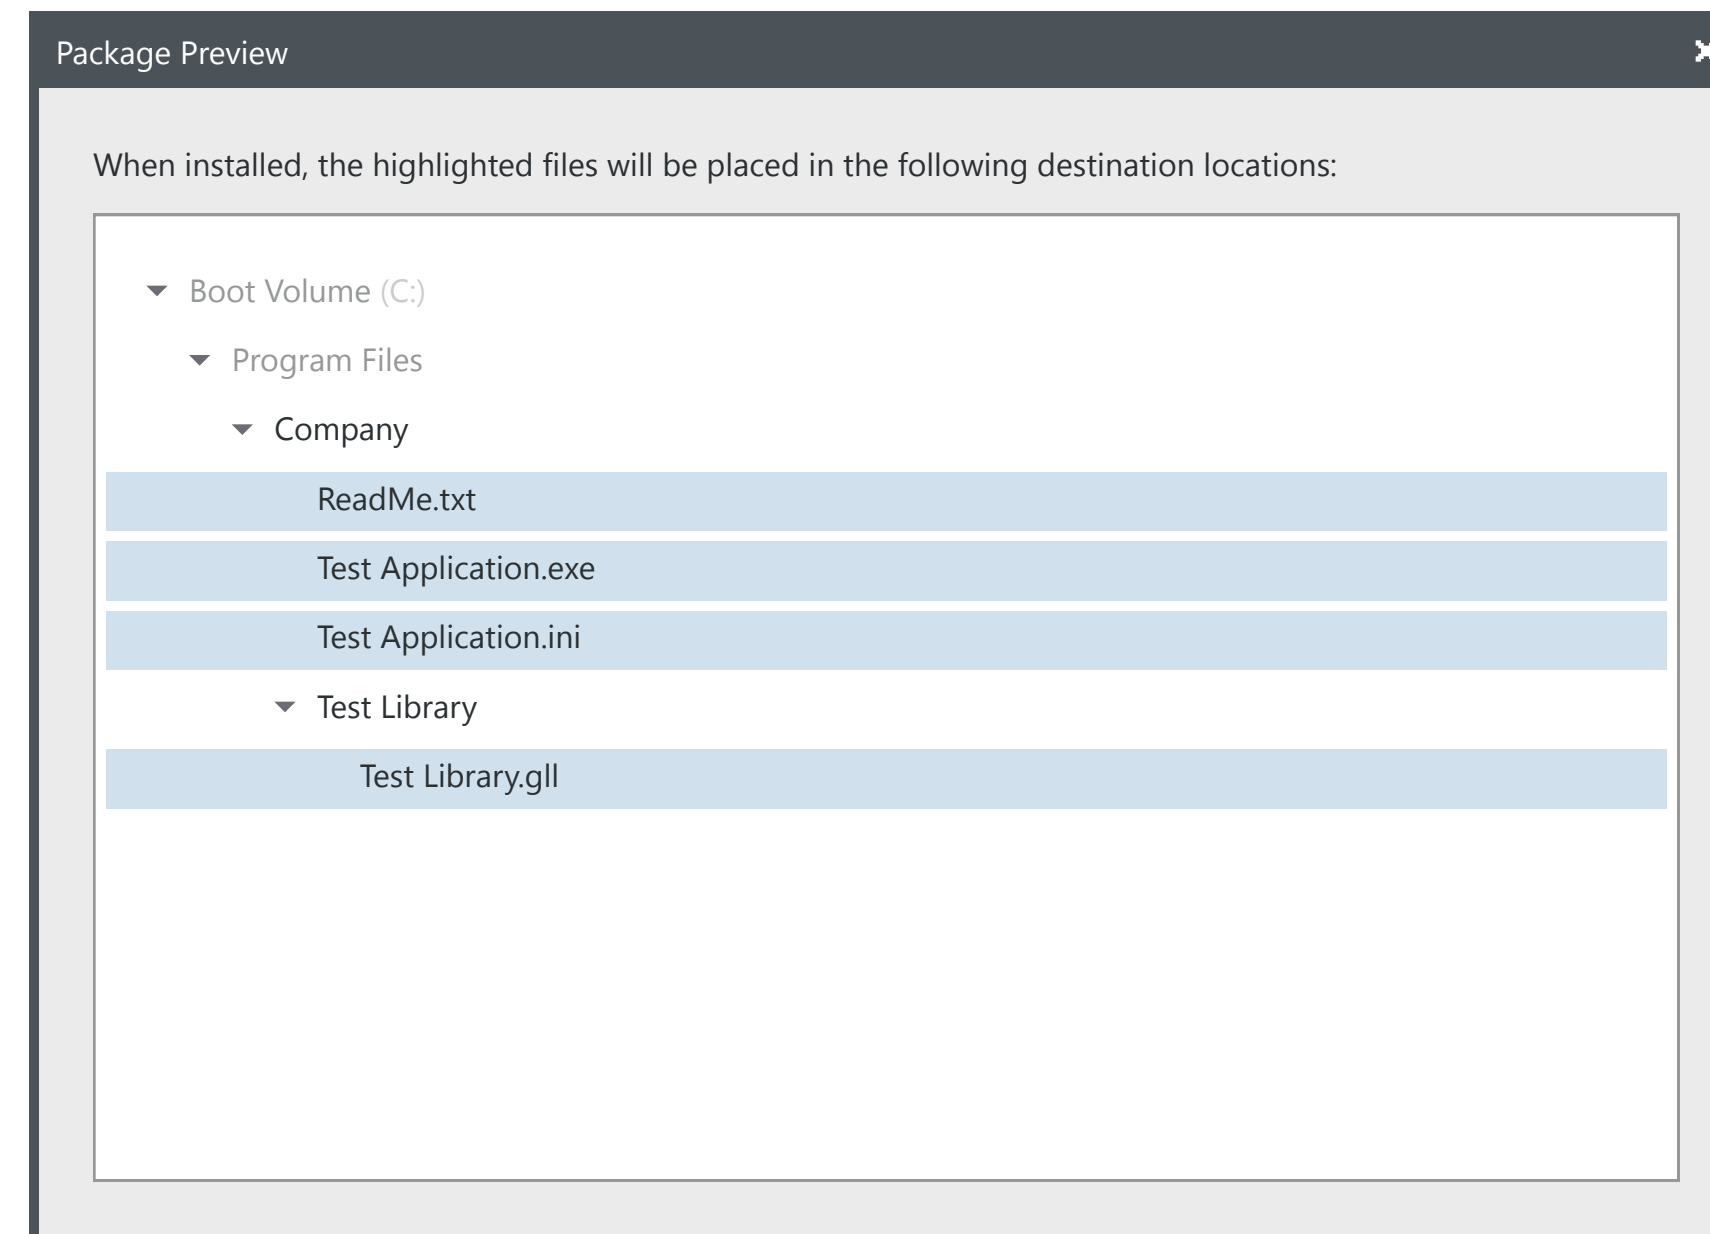 Package Preview
When installed, the highlighted files will be placed in the following destination locations:
Boot Volume (C:)
Program Files
Company
ReadMe.txt
Test Application.exe
Test Application.ini
Test Library
Test Library.gll